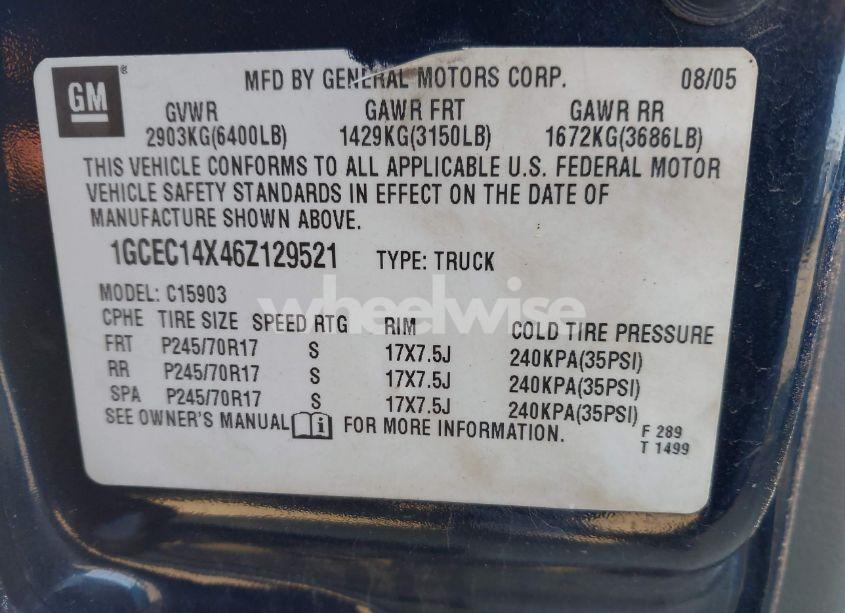 GM ®
MFD BY GENERAL MOTORS CORP. 08/05
GVWR GAWR FRT GAWR RR
2903KG(6400LB) 1429KG(3150LB) 1672KG(3686LB)
THIS VEHICLE CONFORMS TO ALL APPLICABLE U.S. FEDERAL MOTOR
VEHICLE SAFETY STANDARDS IN EFFECT ON THE DATE OF
MANUFACTURE SHOWN ABOVE.
1GCEC14X46Z129521 TYPE: TRUCK
MODEL: C15903
wheelwise
CPHE TIRE SIZE SPEED RTG RIM COLD TIRE PRESSURE
FRT P245/70R17 S 17X7.5J 240KPA(35PSI)
RR P245/70R17 S 17X7.5J 240KPA(35PSI)
SPA P245/70R17 S 17X7.5J 240KPA(35PSI)
SEE OWNER'S MANUAL i FOR MORE INFORMATION.
F 289
T 1499